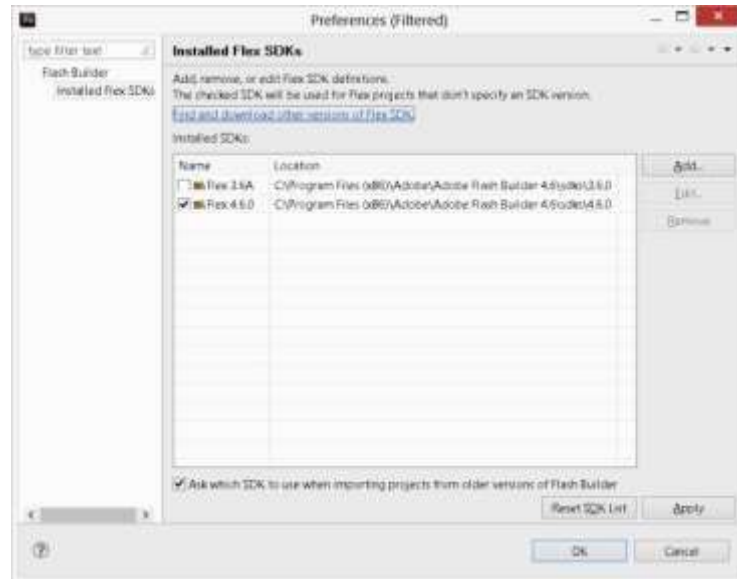 Preferences (Filtered)
type filter text
Flash Builder
Installed Flex SDKs
Installed Flex SDKs
Add, remove, or edit Flex SDK definitions.
The checked SDK will be used for Flex projects that don't specify an SDK version.
Find and download other versions of Flex SDK
Installed SDKs:
Name Location
Flex 3.6A C:\Program Files (x86)\Adobe\Adobe Flash Builder 4.6\sdks\3.6.0
Flex 4.6.0 C:\Program Files (x86)\Adobe\Adobe Flash Builder 4.6\sdks\4.6.0
Add...
Edit...
Remove
Ask which SDK to use when importing projects from older versions of Flash Builder
Reset SDK List Apply
OK Cancel